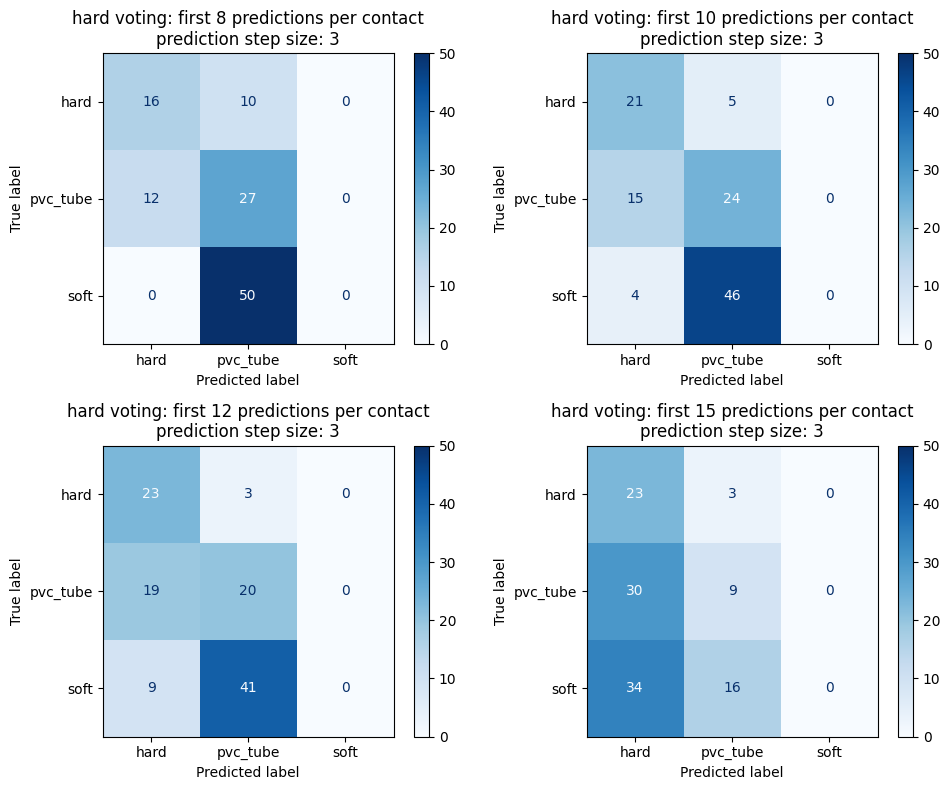 hard voting: first 8 predictions per contact
prediction step size: 3
50
40
30
20
10
0
True label
hard
16
10
0
pvc_tube
12
27
0
soft
0
50
0
hard
pvc_tube
soft
Predicted label
hard voting: first 10 predictions per contact
prediction step size: 3
50
40
30
20
10
0
True label
hard
21
5
0
pvc_tube
15
24
0
soft
4
46
0
hard
pvc_tube
soft
Predicted label
hard voting: first 12 predictions per contact
prediction step size: 3
50
40
30
20
10
0
True label
hard
23
3
0
pvc_tube
19
20
0
soft
9
41
0
hard
pvc_tube
soft
Predicted label
hard voting: first 15 predictions per contact
prediction step size: 3
50
40
30
20
10
0
True label
hard
23
3
0
pvc_tube
30
9
0
soft
34
16
0
hard
pvc_tube
soft
Predicted label